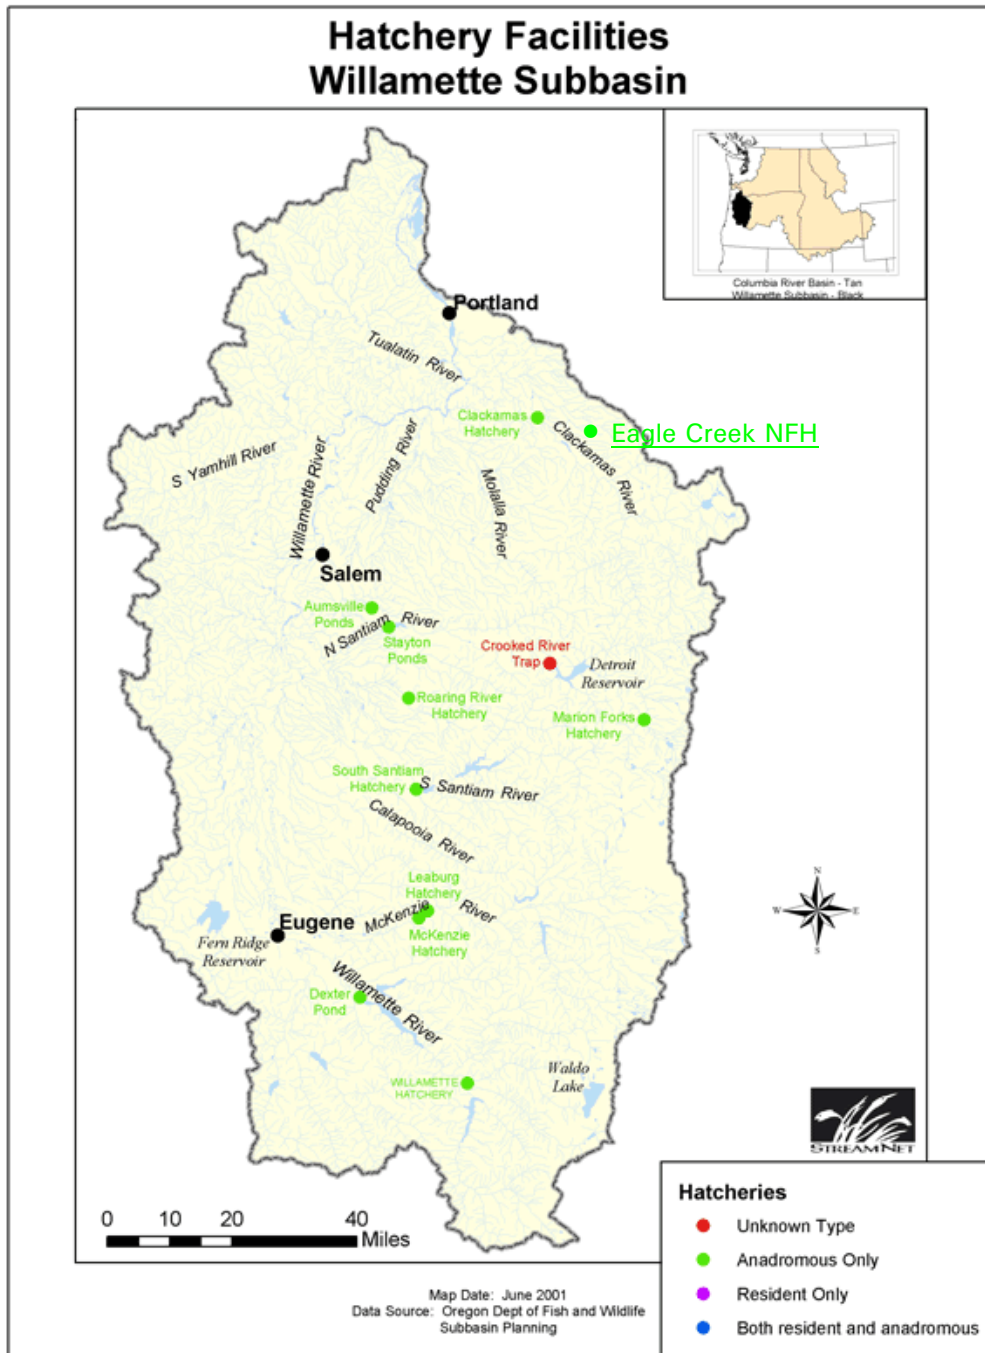 Hatchery Facilities
Willamette Subbasin
Columbia River Basin - Tan
Willamette Subbasin - Black
Portland
Tualatin River
Clackamas
Hatchery
Eagle Creek NFH
Clackamas River
S Yamhill River
Willamette River
Pudding River
Molalla River
Salem
Aumsville
Ponds
N Santiam River
Stayton
Ponds
Crooked River
Trap
Detroit
Reservoir
Roaring River
Hatchery
Marion Forks
Hatchery
South Santiam
Hatchery
S Santiam River
Calapooia River
Leaburg
Hatchery
McKenzie River
McKenzie
Hatchery
Eugene
Fern Ridge
Reservoir
N
W
E
S
Willamette River
Dexter
Pond
WILLAMETTE
HATCHERY
Waldo
Lake
STREAMNET
0 10 20 40
Miles
Hatcheries
Unknown Type
Anadromous Only
Resident Only
Both resident and anadromous
Map Date: June 2001
Data Source: Oregon Dept of Fish and Wildlife
Subbasin Planning